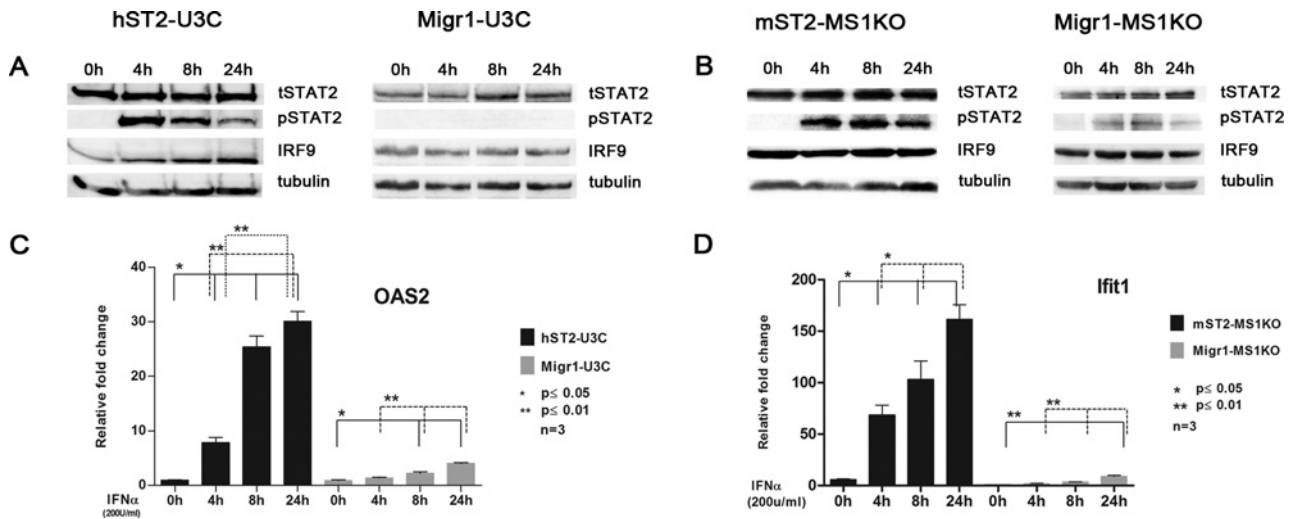 hST2-U3C
Migr1-U3C
mST2-MS1KO
Migr1-MS1KO
A
0h 4h 8h 24h
tSTAT2
pSTAT2
IRF9
tubulin
0h 4h 8h 24h
tSTAT2
pSTAT2
IRF9
tubulin
B
0h 4h 8h 24h
tSTAT2
pSTAT2
IRF9
tubulin
0h 4h 8h 24h
tSTAT2
pSTAT2
IRF9
tubulin
C
OAS2
Relative fold change
40
30
20
10
0
* ** **
* **
hST2-U3C
Migr1-U3C
* p≤ 0.05
** p≤ 0.01
n=3
IFNα
(200U/ml)
0h 4h 8h 24h 0h 4h 8h 24h
D
Ifit1
Relative fold change
200
150
100
50
0
* *
** **
mST2-MS1KO
Migr1-MS1KO
* p≤ 0.05
** p≤ 0.01
n=3
IFNα
(200u/ml)
0h 4h 8h 24h 0h 4h 8h 24h